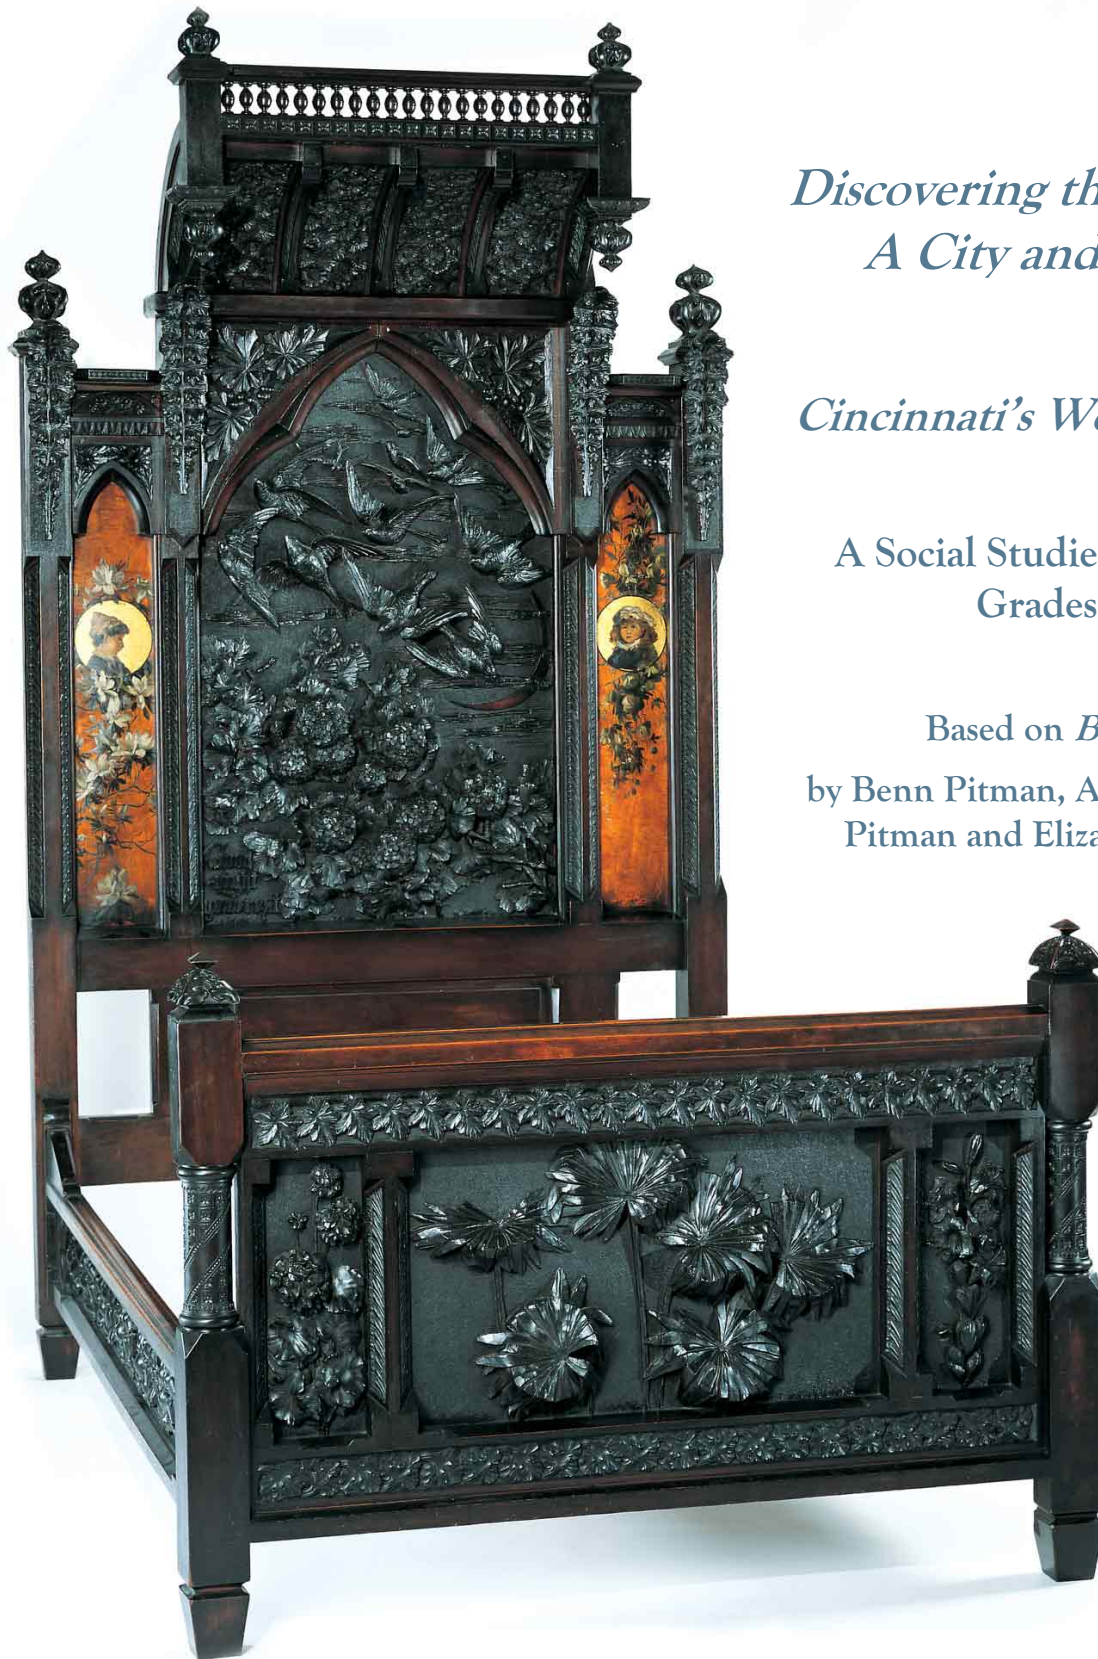 Discovering th
A City and
Cincinnati's W
A Social Studie
Grades
Based on B
by Benn Pitman, A
Pitman and Eliza